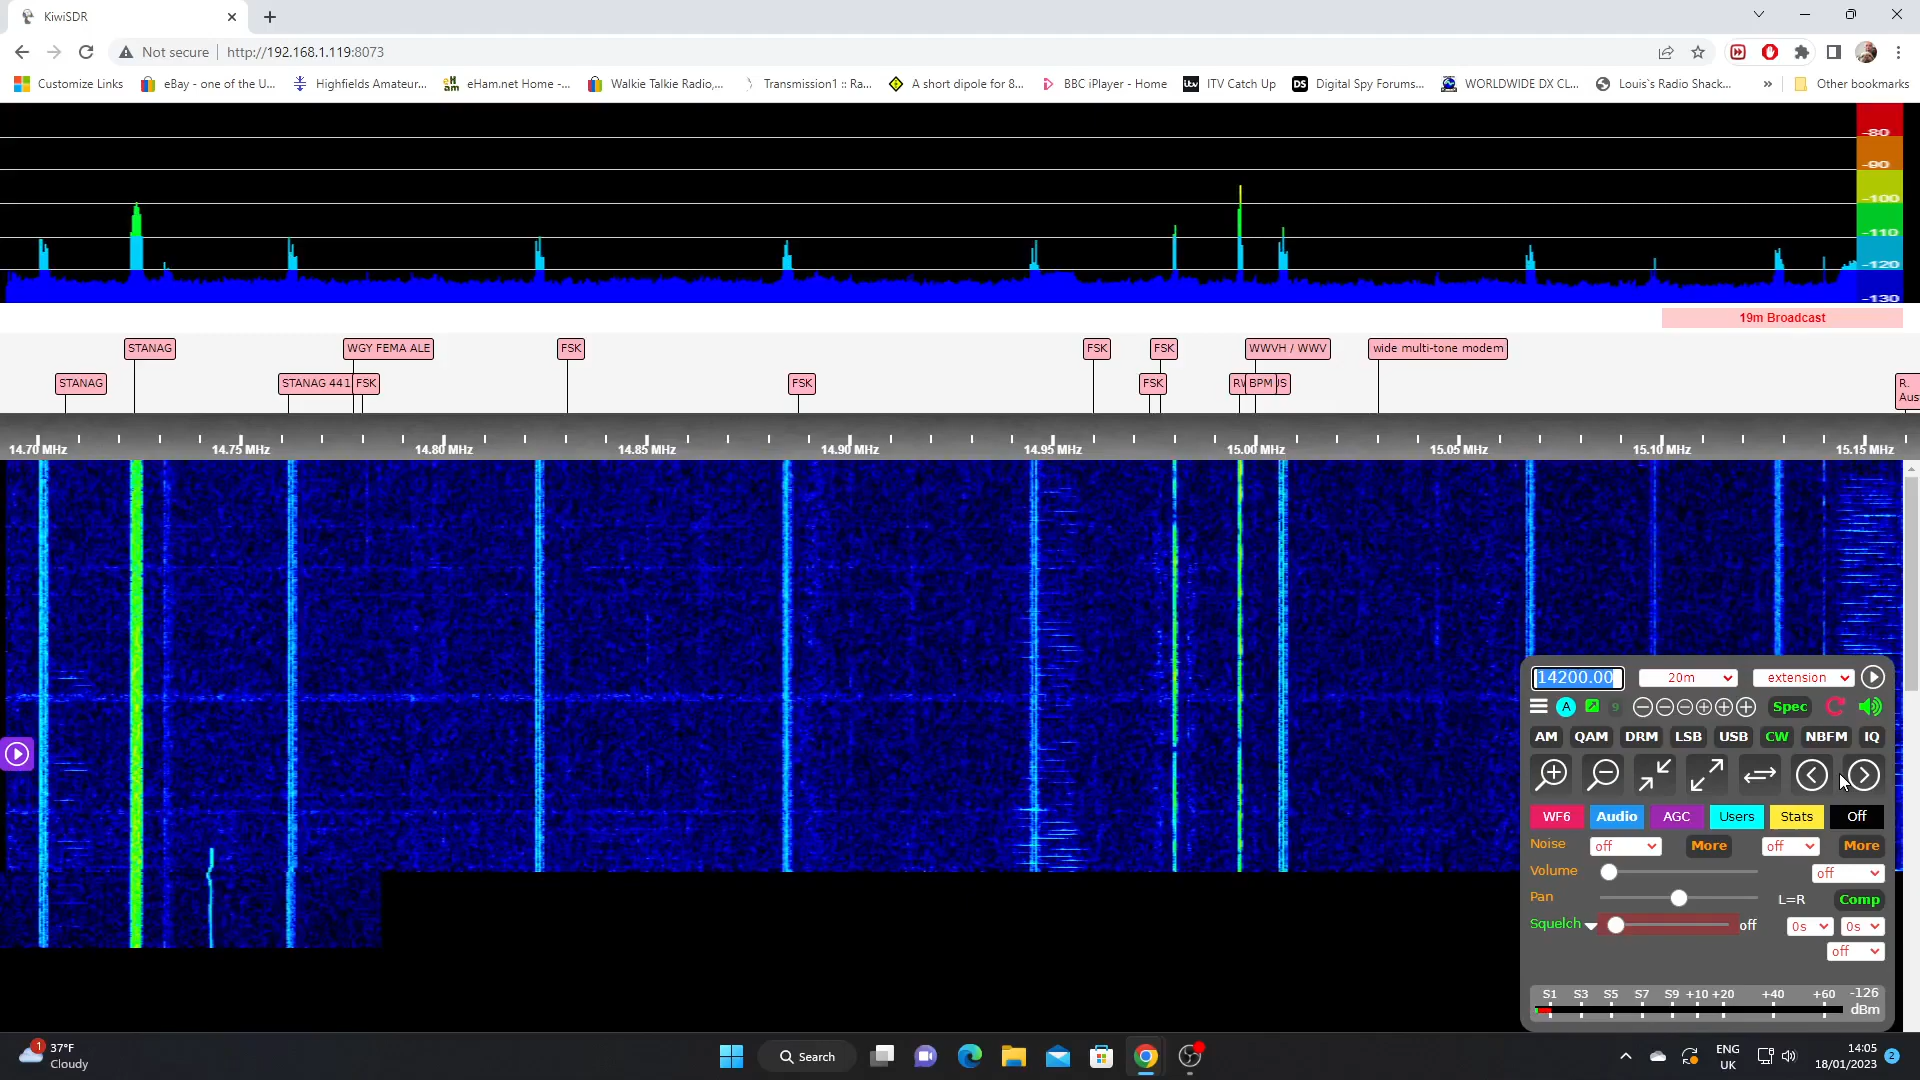 KiwiSDR
Not secure http://192.168.1.119:8073
Customize Links eBay - one of the U... Highfields Amateur... eHam.net Home -... Walkie Talkie Radio,... Transmission1 :: Ra... A short dipole for 8... BBC iPlayer - Home ITV Catch Up Digital Spy Forums... WORLDWIDE DX CL... Louis's Radio Shack... » Other bookmarks
-80
-90
-100
-110
-120
-130
19m Broadcast
STANAG WGY FEMA ALE FSK FSK FSK WWVH / WWV wide multi-tone modem
STANAG STANAG 441 FSK FSK FSK BPM R.
Aus
14.70 MHz 14.75 MHz 14.80 MHz 14.85 MHz 14.90 MHz 14.95 MHz 15.00 MHz 15.05 MHz 15.10 MHz 15.15 MHz
14200.00 20m extension
A 9 Spec
AM QAM DRM LSB USB CW NBFM IQ
WF6 Audio AGC Users Stats Off
Noise off More off More
Volume off
Pan L=R Comp
Squelch off 0s 0s
off
S1 S3 S5 S7 S9 +10 +20 +40 +60 -126
dBm
1 37°F
Cloudy
Search
ENG
UK
14:05
18/01/2023
2